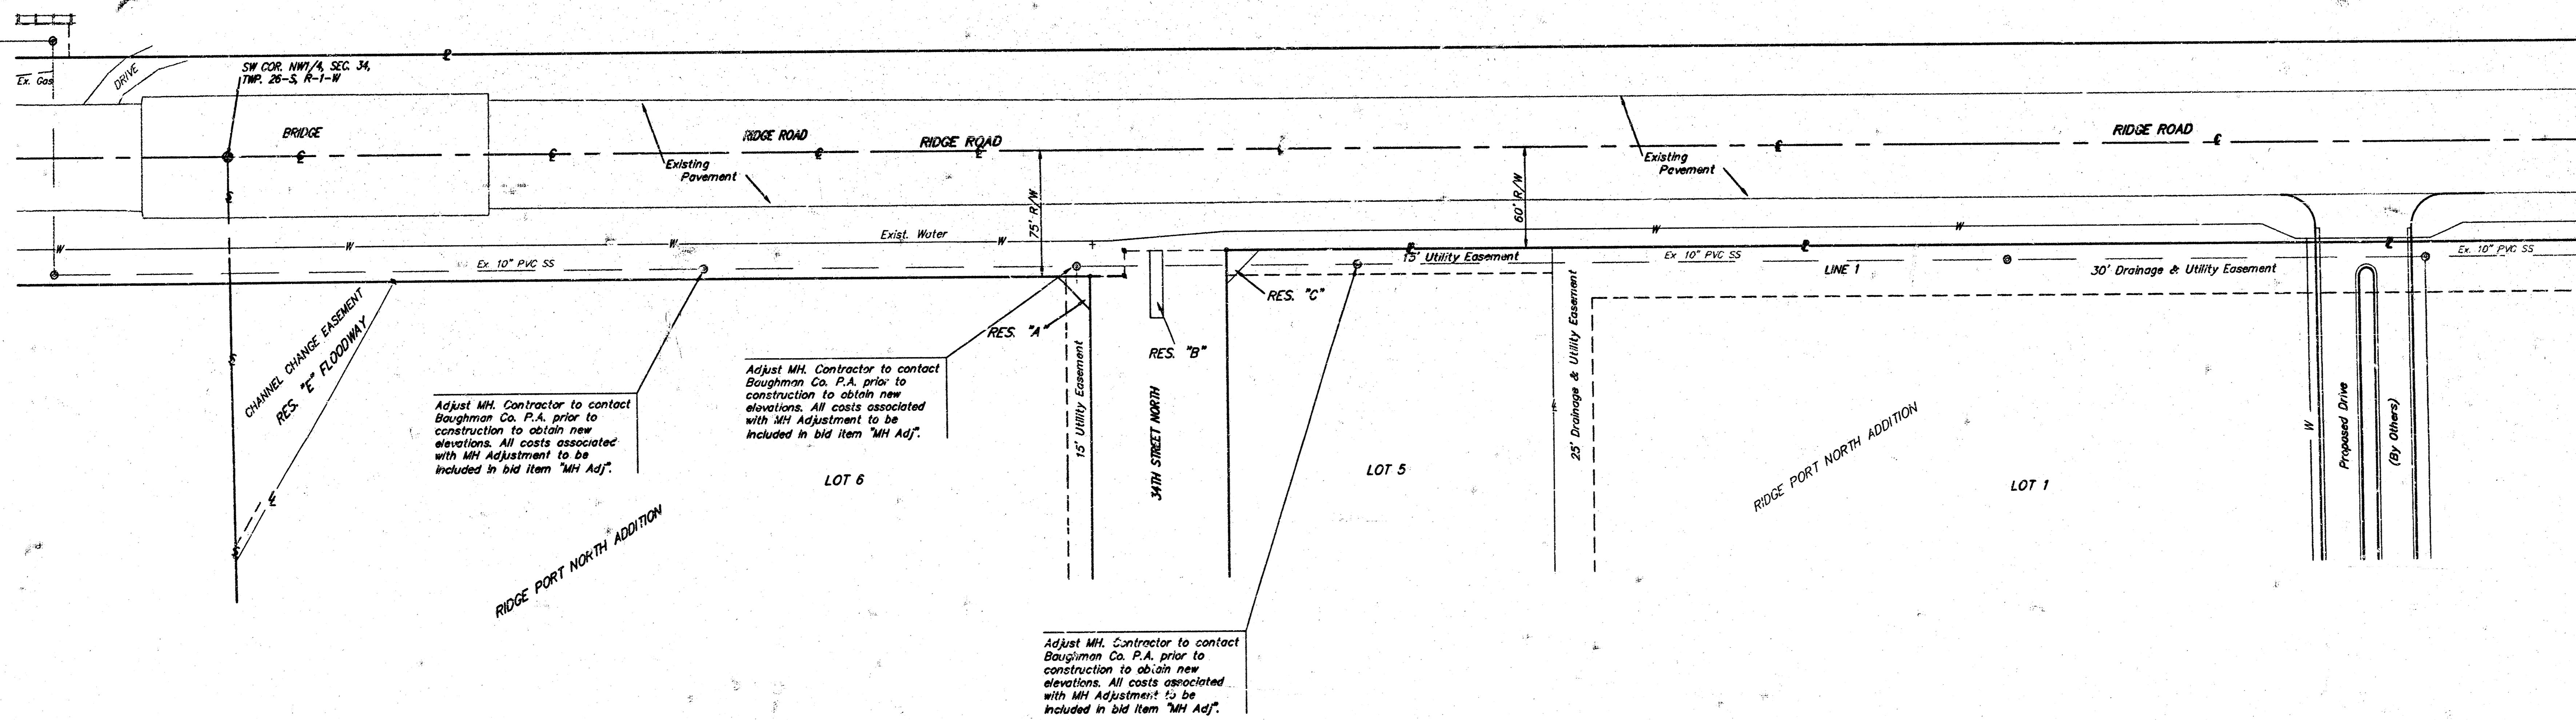 Ex. Gas
DRIVE
SW COR. NW1/4, SEC. 34,
TWP. 26-S, R-1-W
BRIDGE
RIDGE ROAD
RIDGE ROAD
RIDGE ROAD
Existing
Pavement
Existing
Pavement
75' R/W
60' R/W
W
W
W
Exist. Water
W
W
W
Ex. 10" PVC SS
15' Utility Easement
Ex 10" PVC SS
LINE 1
30' Drainage & Utility Easement
Ex. 10" PVC SS
CHANNEL CHANGE EASEMENT
RES. "E" FLOODWAY
RES. "A"
RES. "B"
RES. "C"
15' Utility Easement
34TH STREET NORTH
25' Drainage & Utility Easement
Adjust MH. Contractor to contact
Baughman Co. P.A. prior to
construction to obtain new
elevations. All costs associated
with MH Adjustment to be
included in bid item "MH Adj".
Adjust MH. Contractor to contact
Baughman Co. P.A. prior to
construction to obtain new
elevations. All costs associated
with MH Adjustment to be
included in bid item "MH Adj".
LOT 6
LOT 5
RIDGE PORT NORTH ADDITION
LOT 1
W
Proposed Drive
(By Others)
RIDGE PORT NORTH ADDITION
Adjust MH. Contractor to contact
Baughman Co. P.A. prior to
construction to obtain new
elevations. All costs associated
with MH Adjustment to be
included in bid item "MH Adj".